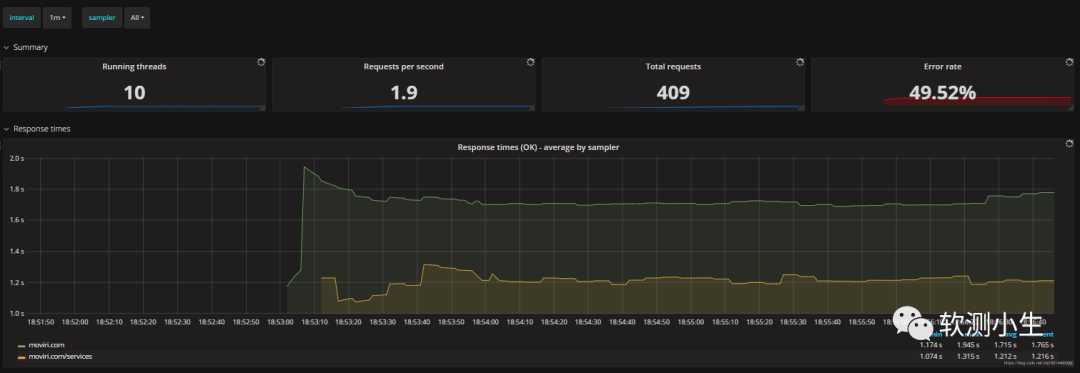 interval 1m sampler All
Summary
Running threads Requests per second Total requests Error rate
10 1.9 409 49.52%
Response times
Response times (OK) - average by sampler
2.0 s
1.8 s
1.6 s
1.4 s
1.2 s
1.0 s
18:51:50 18:52:00 18:52:10 18:52:20 18:52:30 18:52:40 18:52:50 18:53:00 18:53:10 18:53:20 18:53:30 18:53:40 18:53:50 18:54:00 18:54:10 18:54:20 18:54:30 18:54:40 18:54:50 18:55:00 18:55:10 18:55:20 18:55:30 18:55:40 18:55:50
软测小生
moviri.com 1.174 s 1.945 s 1.715 s 1.765 s
moviri.com/services 1.074 s 1.315 s 1.212 s 1.216 s